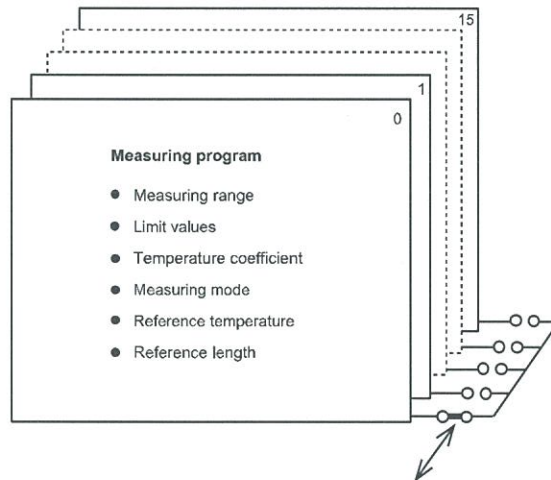 15
1
0
Measuring program
Measuring range
Limit values
Temperature coefficient
Measuring mode
Reference temperature
Reference length